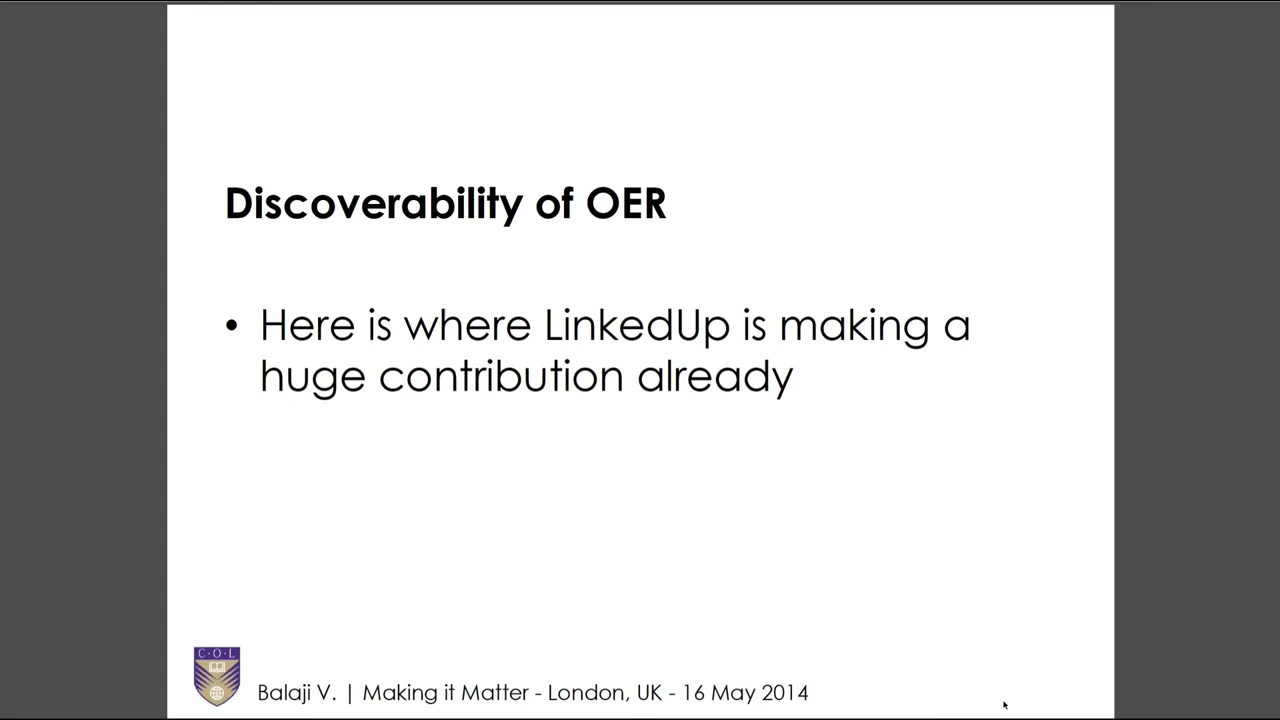 Discoverability of OER
• Here is where LinkedUp is making a
huge contribution already
C·O·L
Balaji V. | Making it Matter - London, UK - 16 May 2014